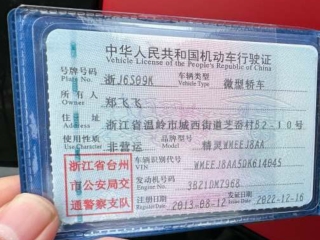 中华人民共和国机动车行驶证
Vehicle License of the People's Republic of China
号牌号码 Plate No. 浙J6S09K 车辆类型 Vehicle Type 微型轿车
所有人 Owner 郑飞飞
住址 Address 浙江省温岭市城西街道芝岙村52-10号
使用性质 Use Character 非营运 品牌型号 Model 精灵WMEEJ8AA
浙江省台州市公安局交通警察支队
车辆识别代号 VIN WMEEJ8AA5DK614845
发动机号码 Engine No. 3B21DM7968
注册日期 2013-08-12 发证日期 2022-12-16